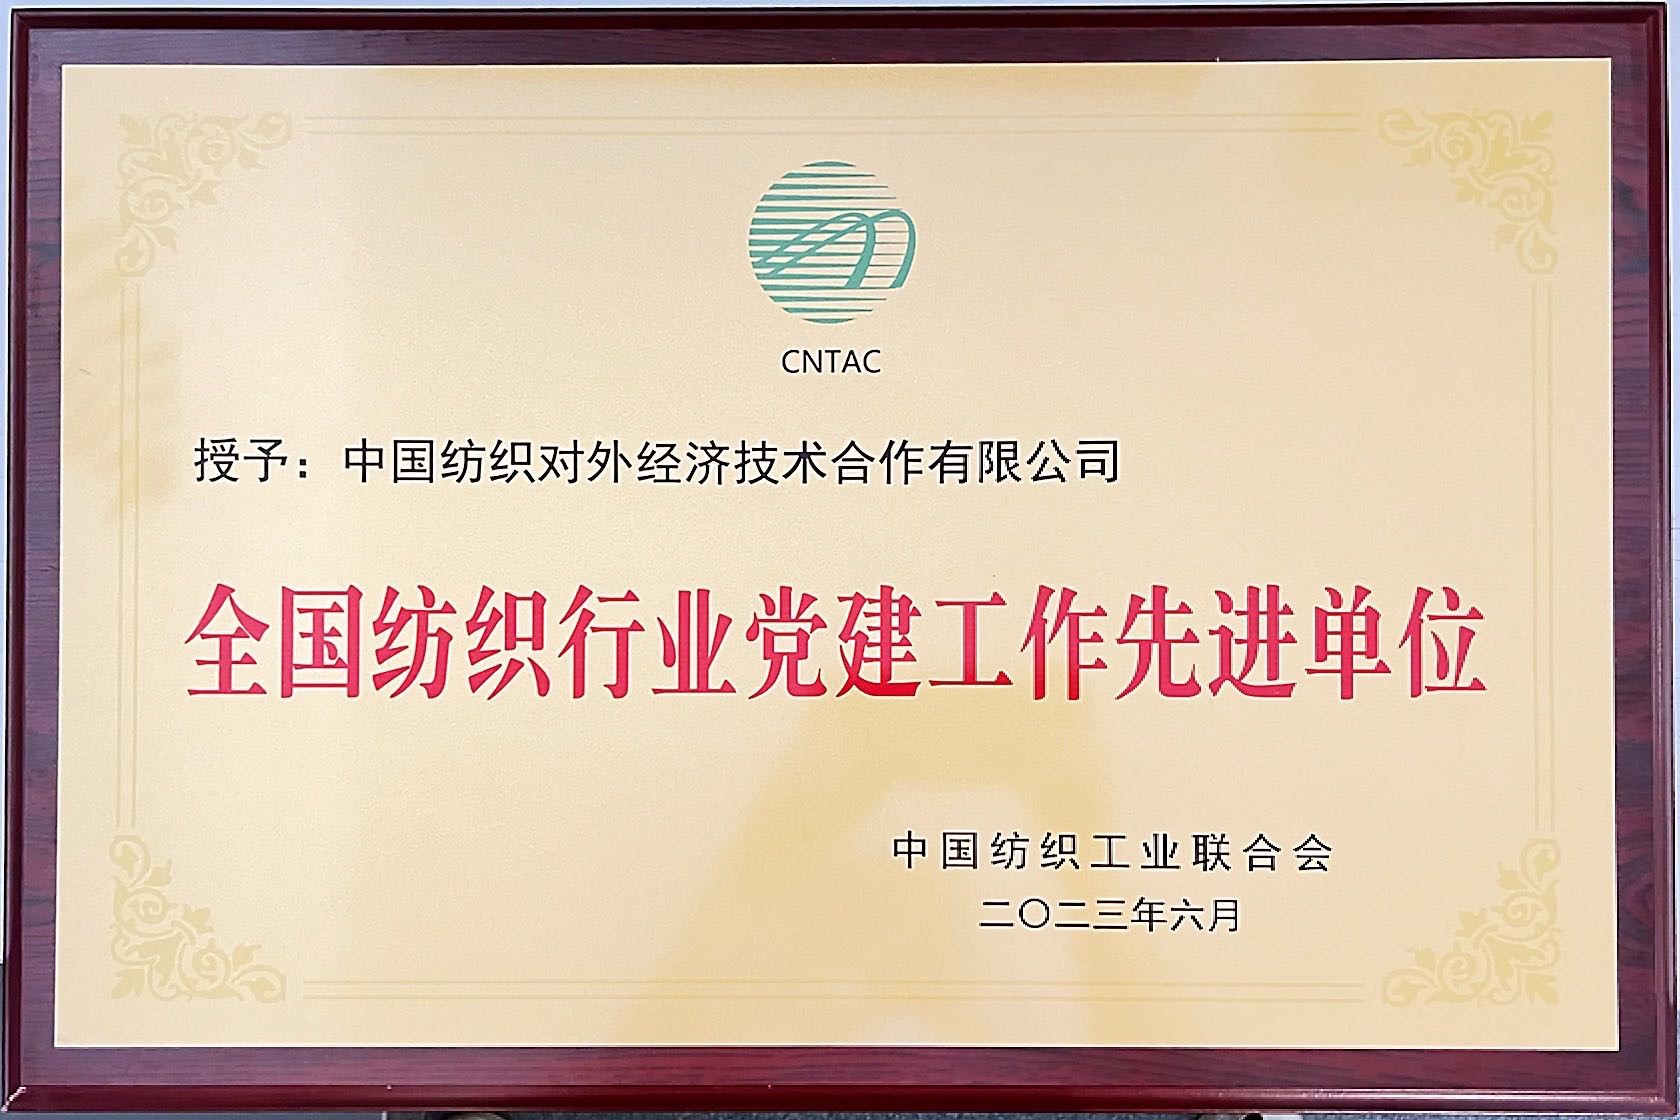 CNTAC
授予：中国纺织对外经济技术合作有限公司
全国纺织行业党建工作先进单位
中国纺织工业联合会
二〇二三年六月